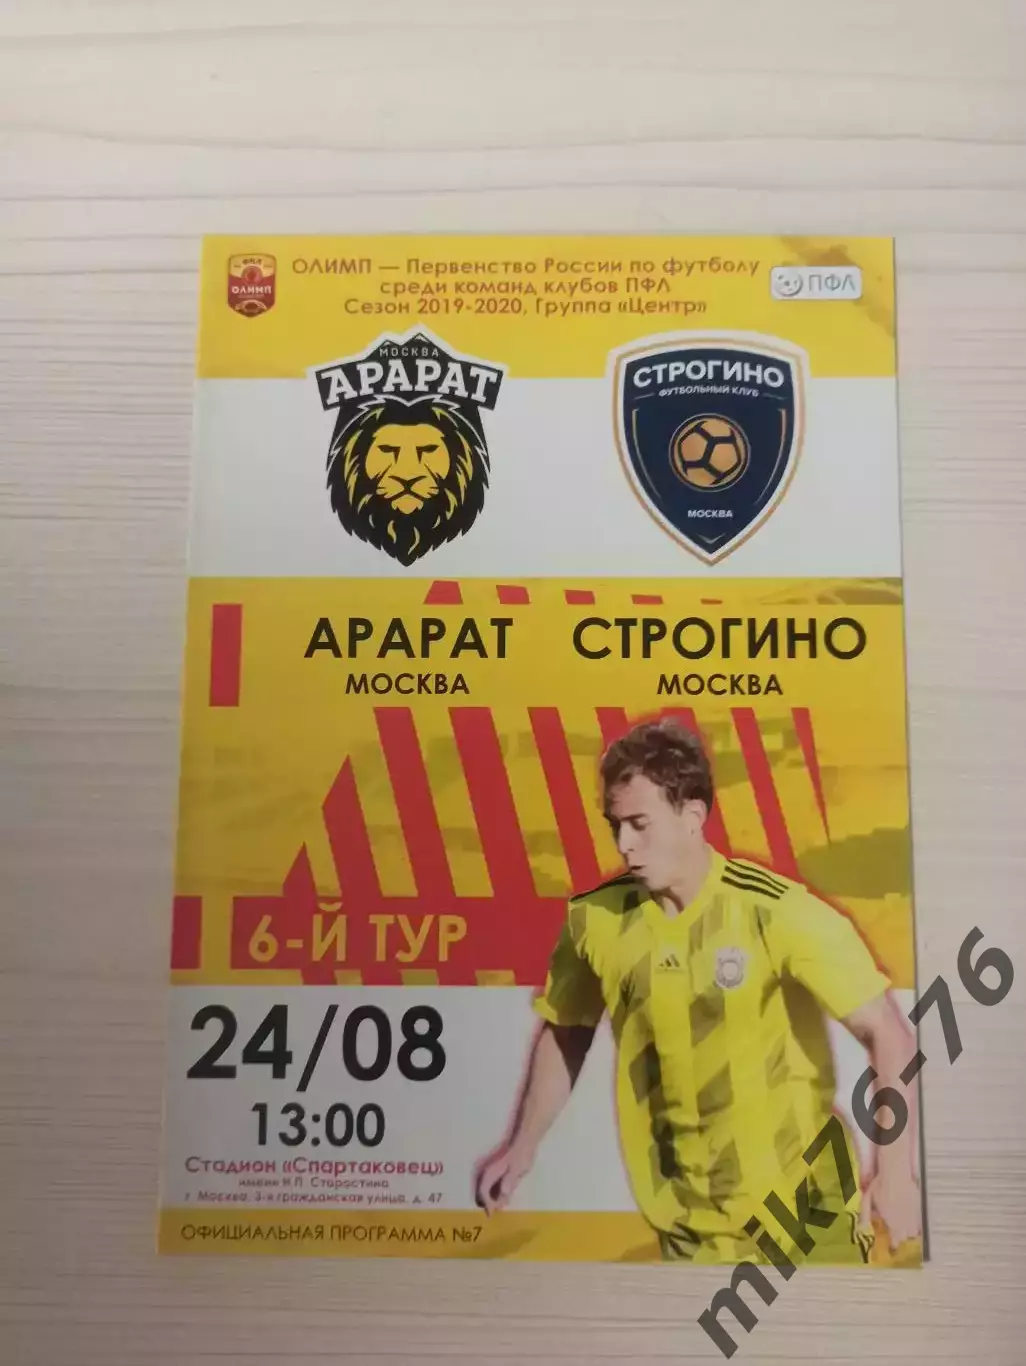 ФНЛ
ОЛИМП
ОЛИМП — Первенство России по футболу
среди команд клубов ПФЛ
Сезон 2019-2020, Группа «Центр»
ПФЛ
МОСКВА
АРАРАТ
СТРОГИНО
ФУТБОЛЬНЫЙ КЛУБ
МОСКВА
АРАРАТ СТРОГИНО
МОСКВА МОСКВА
6-Й ТУР
24/08
13:00
Стадион «Спартаковец»
имени Н.П. Старостина
г. Москва, 3-я гражданская улица, д. 47
ОФИЦИАЛЬНАЯ ПРОГРАММА №7
mik76-76